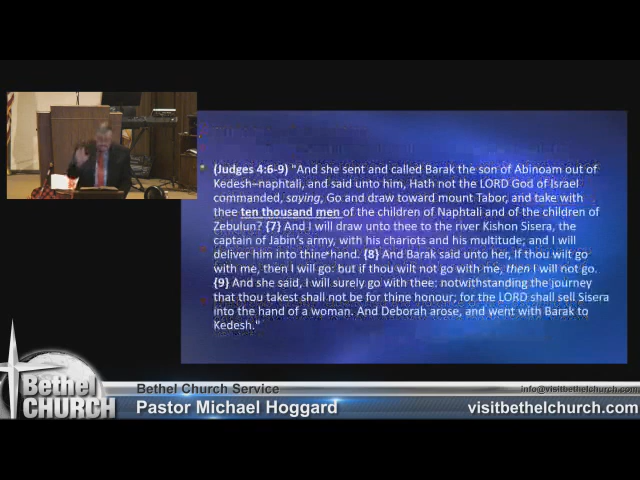 (Judges 4:6-9) "And she sent and called Barak the son of Abinoam out of
Kedesh–naphtali, and said unto him, Hath not the LORD God of Israel
commanded, saying, Go and draw toward mount Tabor, and take with
thee ten thousand men of the children of Naphtali and of the children of
Zebulun? {7} And I will draw unto thee to the river Kishon Sisera, the
captain of Jabin's army, with his chariots and his multitude; and I will
deliver him into thine hand. {8} And Barak said unto her, If thou wilt go
with me, then I will go: but if thou wilt not go with me, then I will not go.
{9} And she said, I will surely go with thee: notwithstanding the journey
that thou takest shall not be for thine honour; for the LORD shall sell Sisera
into the hand of a woman. And Deborah arose, and went with Barak to
Kedesh."
Bethel
CHURCH
Bethel Church Service
info@visitbethelchurch.com
Pastor Michael Hoggard
visitbethelchurch.com